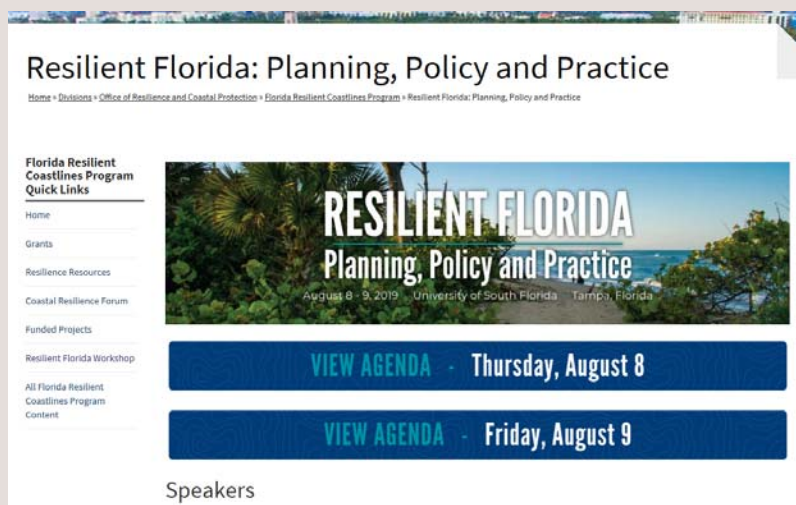 Resilient Florida: Planning, Policy and Practice
Home » Divisions » Office of Resilience and Coastal Protection » Florida Resilient Coastlines Program » Resilient Florida: Planning, Policy and Practice
Florida Resilient
Coastlines Program
Quick Links
Home
Grants
Resilience Resources
Coastal Resilience Forum
Funded Projects
Resilient Florida Workshop
All Florida Resilient
Coastlines Program
Content
RESILIENT FLORIDA
Planning, Policy and Practice
August 8 - 9, 2019 University of South Florida Tampa, Florida
VIEW AGENDA - Thursday, August 8
VIEW AGENDA - Friday, August 9
Speakers